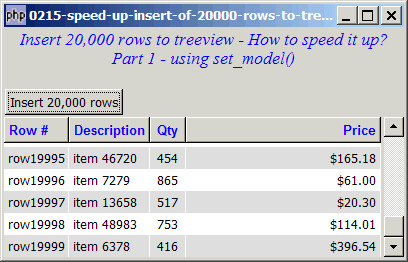 php 0215-speed-up-insert-of-20000-rows-to-tre...
Insert 20,000 rows to treeview - How to speed it up?
Part 1 - using set_model()
Insert 20,000 rows
Row # Description Qty Price
row19995 item 46720 454 $165.18
row19996 item 7279 865 $61.00
row19997 item 13658 517 $20.30
row19998 item 48983 753 $114.01
row19999 item 6378 416 $396.54